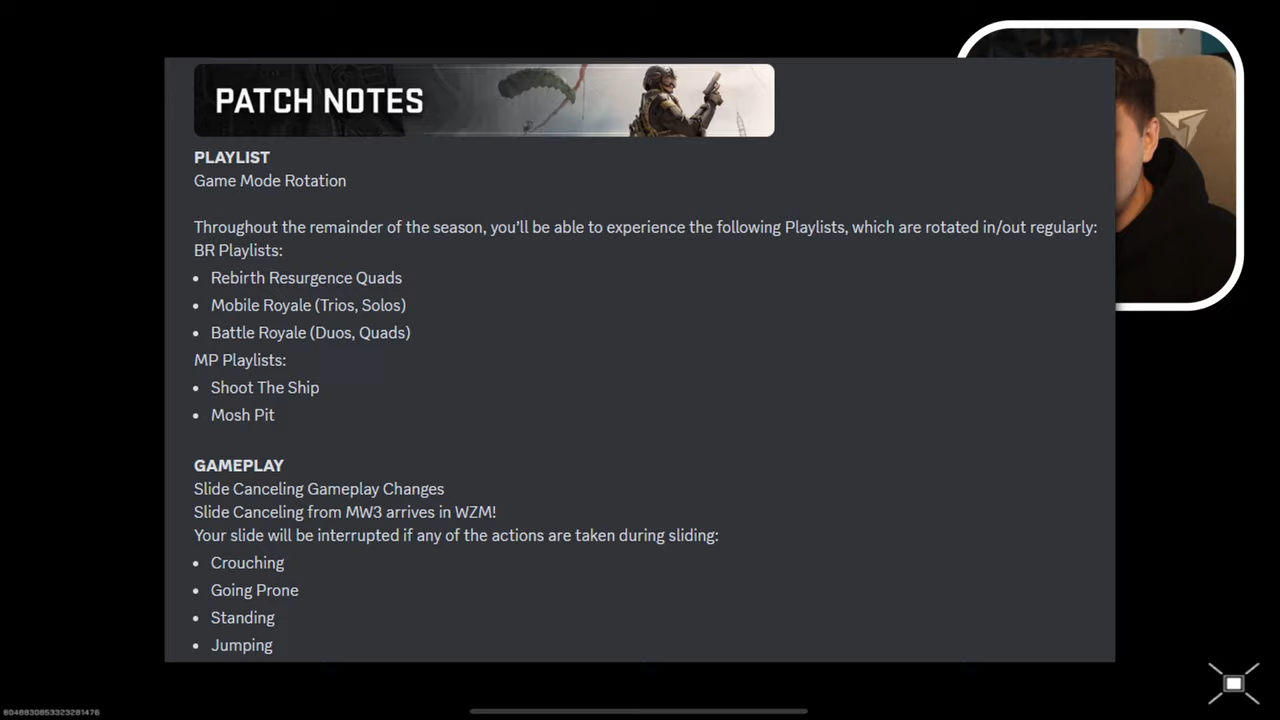 PATCH NOTES
PLAYLIST
Game Mode Rotation
Throughout the remainder of the season, you'll be able to experience the following Playlists, which are rotated in/out regularly:
BR Playlists:
• Rebirth Resurgence Quads
• Mobile Royale (Trios, Solos)
• Battle Royale (Duos, Quads)
MP Playlists:
• Shoot The Ship
• Mosh Pit
GAMEPLAY
Slide Canceling Gameplay Changes
Slide Canceling from MW3 arrives in WZM!
Your slide will be interrupted if any of the actions are taken during sliding:
• Crouching
• Going Prone
• Standing
• Jumping